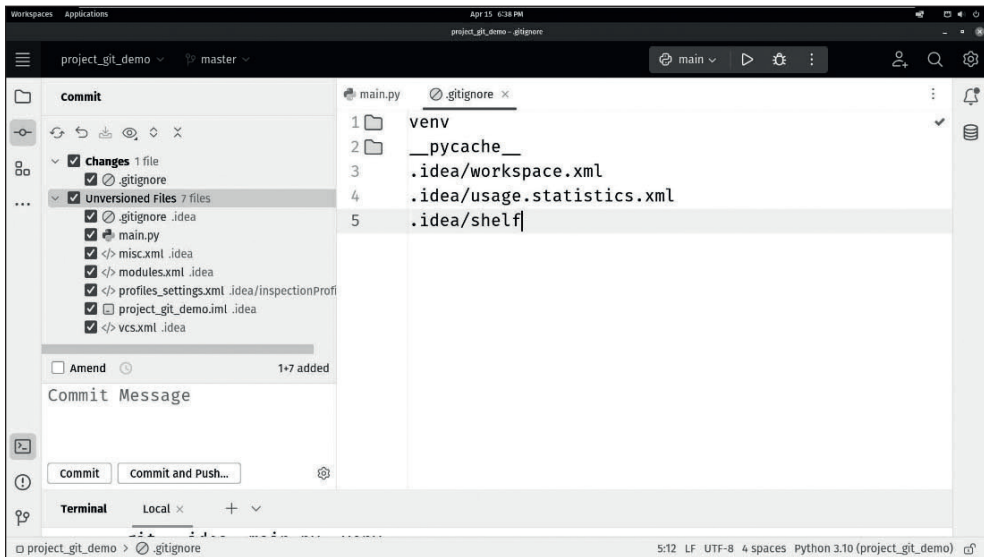 Workspaces Applications
Apr 15 6:38 PM
project_git_demo – .gitignore
project_git_demo master
main
Commit
main.py .gitignore
Changes 1 file
.gitignore
Unversioned Files 7 files
.gitignore .idea
main.py
misc.xml .idea
modules.xml .idea
profiles_settings.xml .idea/inspectionProfi
project_git_demo.iml .idea
vcs.xml .idea
1 venv
2 __pycache__
3 .idea/workspace.xml
4 .idea/usage.statistics.xml
5 .idea/shelf
Amend 1+7 added
Commit Message
Commit Commit and Push...
Terminal Local
project_git_demo > .gitignore
5:12 LF UTF-8 4 spaces Python 3.10 (project_git_demo)